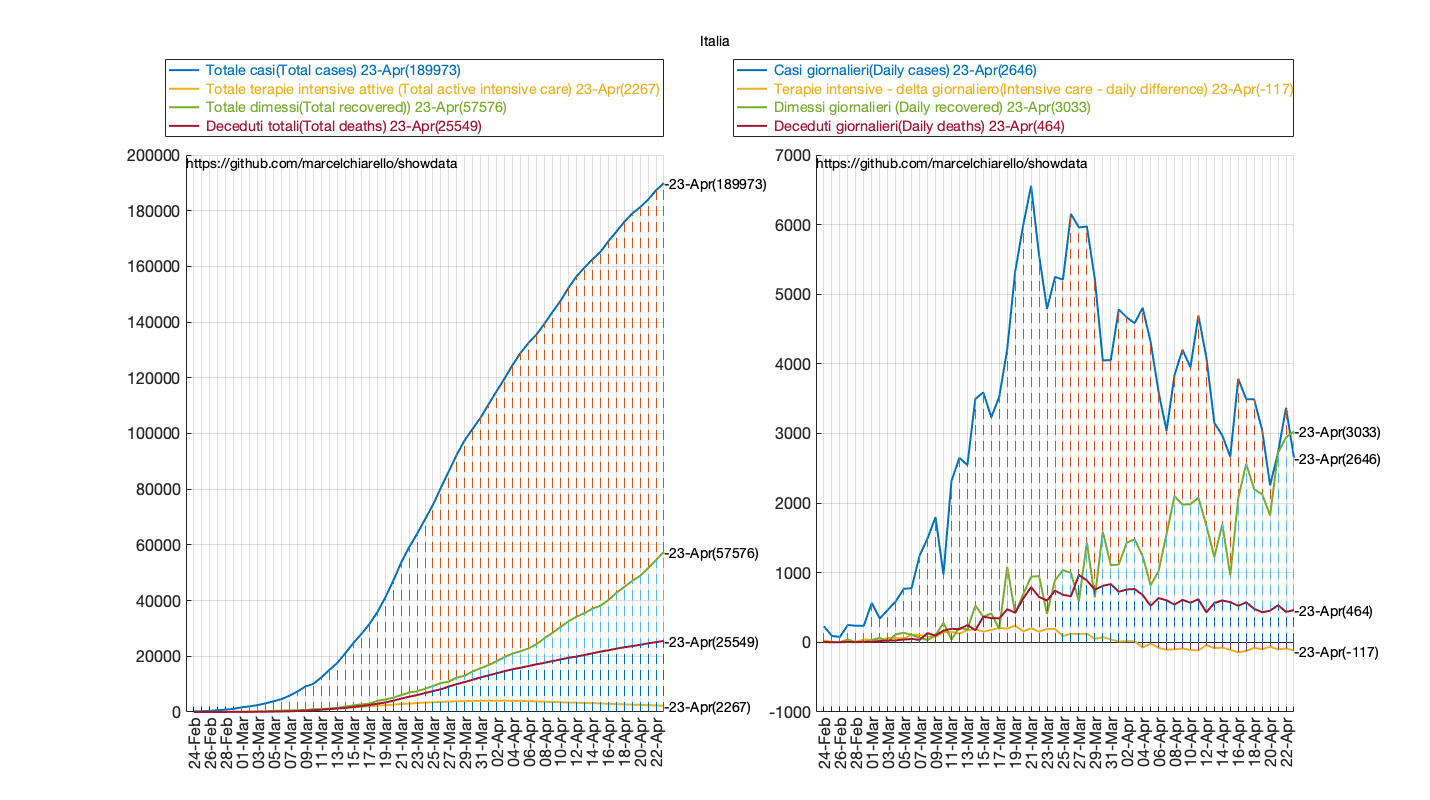 Italia
Totale casi(Total cases) 23-Apr(189973)
Totale terapie intensive attive (Total active intensive care) 23-Apr(2267)
Totale dimessi(Total recovered)) 23-Apr(57576)
Deceduti totali(Total deaths) 23-Apr(25549)
200000
180000
160000
140000
120000
100000
80000
60000
40000
20000
0
https://github.com/marcelchiarello/showdata
-23-Apr(189973)
-23-Apr(57576)
-23-Apr(25549)
-23-Apr(2267)
24-Feb
26-Feb
28-Feb
01-Mar
03-Mar
05-Mar
07-Mar
09-Mar
11-Mar
13-Mar
15-Mar
17-Mar
19-Mar
21-Mar
23-Mar
25-Mar
27-Mar
29-Mar
31-Mar
02-Apr
04-Apr
06-Apr
08-Apr
10-Apr
12-Apr
14-Apr
16-Apr
18-Apr
20-Apr
22-Apr
Casi giornalieri(Daily cases) 23-Apr(2646)
Terapie intensive - delta giornaliero(Intensive care - daily difference) 23-Apr(-117)
Dimessi giornalieri (Daily recovered) 23-Apr(3033)
Deceduti giornalieri(Daily deaths) 23-Apr(464)
7000
6000
5000
4000
3000
2000
1000
0
-1000
https://github.com/marcelchiarello/showdata
-23-Apr(3033)
-23-Apr(2646)
-23-Apr(464)
-23-Apr(-117)
24-Feb
26-Feb
28-Feb
01-Mar
03-Mar
05-Mar
07-Mar
09-Mar
11-Mar
13-Mar
15-Mar
17-Mar
19-Mar
21-Mar
23-Mar
25-Mar
27-Mar
29-Mar
31-Mar
02-Apr
04-Apr
06-Apr
08-Apr
10-Apr
12-Apr
14-Apr
16-Apr
18-Apr
20-Apr
22-Apr